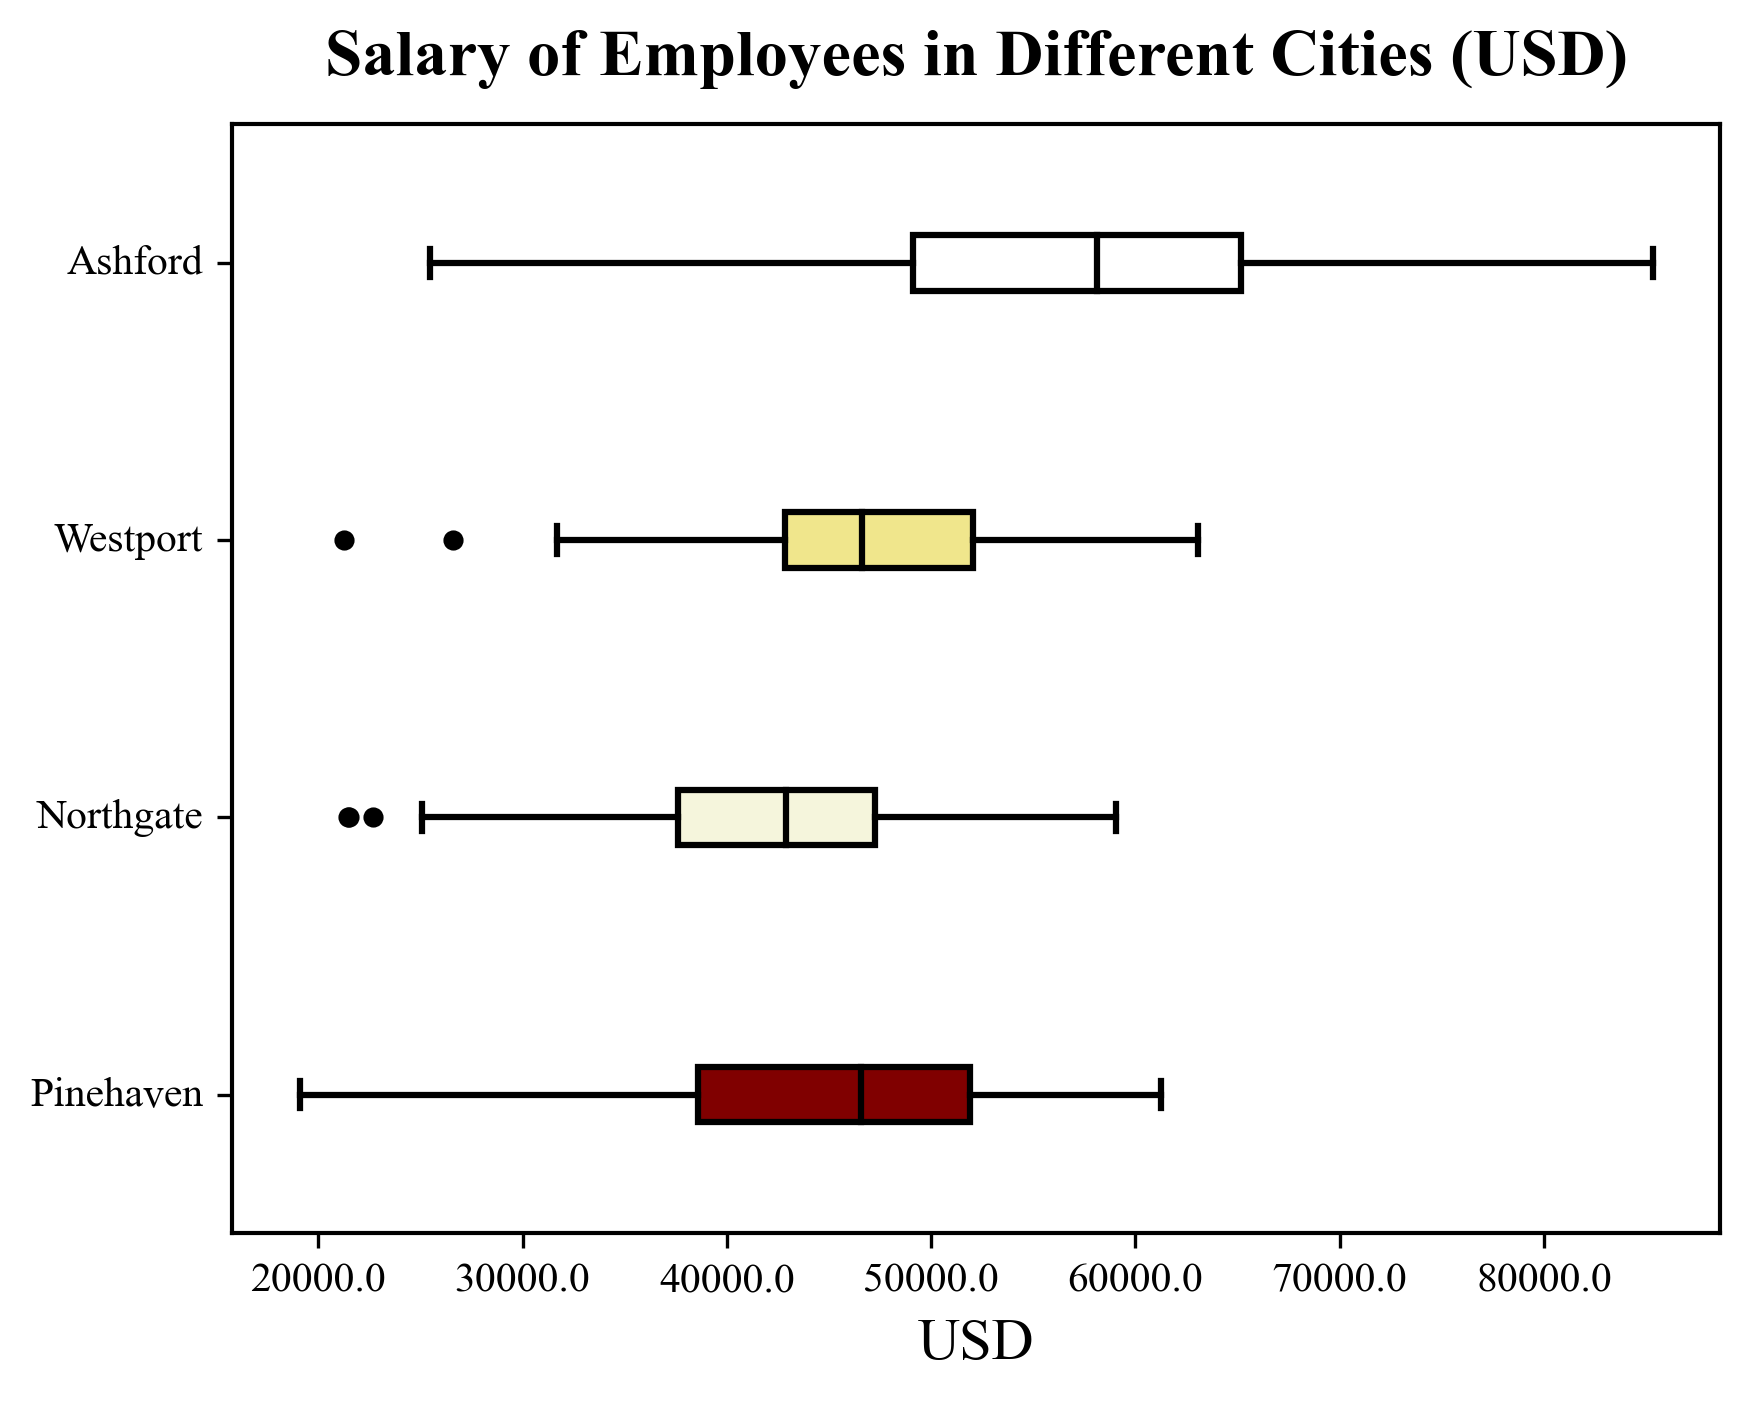 Salary of Employees in Different Cities (USD)
Ashford
Westport
Northgate
Pinehaven
20000.0 30000.0 40000.0 50000.0 60000.0 70000.0 80000.0
USD